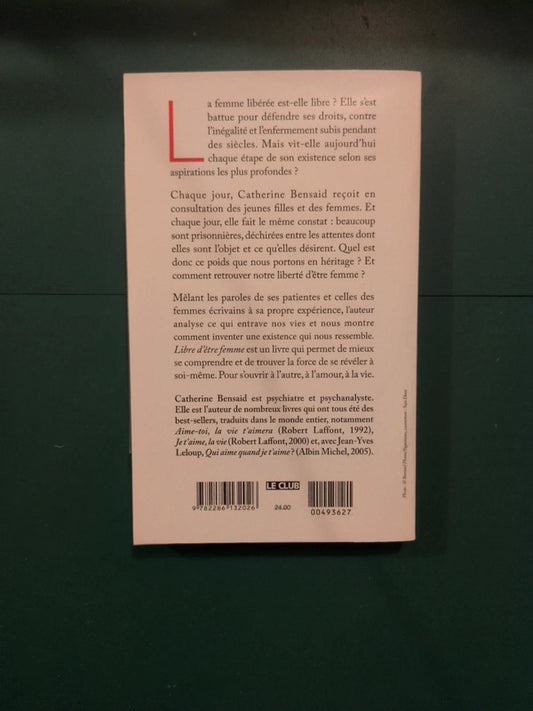 La femme libérée est-elle libre ? Elle s'est
battue pour défendre ses droits, contre
l'inégalité et l'enfermement subis pendant
des siècles. Mais vit-elle aujourd'hui
chaque étape de son existence selon ses
aspirations les plus profondes ?
Chaque jour, Catherine Bensaid reçoit en
consultation des jeunes filles et des femmes. Et
chaque jour, elle fait le même constat : beaucoup
sont prisonnières, déchirées entre les attentes dont
elles sont l'objet et ce qu'elles désirent. Quel est
donc ce poids que nous portons en héritage ? Et
comment retrouver notre liberté d'être femme ?
Mêlant les paroles de ses patientes et celles des
femmes écrivains à sa propre expérience, l'auteur
analyse ce qui entrave nos vies et nous montre
comment inventer une existence qui nous ressemble.
Libre d'être femme est un livre qui permet de mieux
se comprendre et de trouver la force de se révéler à
soi-même. Pour s'ouvrir à l'autre, à l'amour, à la vie.
Catherine Bensaid est psychiatre et psychanalyste.
Elle est l'auteur de nombreux livres qui ont tous été des
best-sellers, traduits dans le monde entier, notamment
Aime-toi, la vie t'aimera (Robert Laffont, 1992),
Je t'aime, la vie (Robert Laffont, 2000) et, avec Jean-Yves
Leloup, Qui aime quand je t'aime ? (Albin Michel, 2005).
LE CLUB
9 782286 132026
24.00
00493627